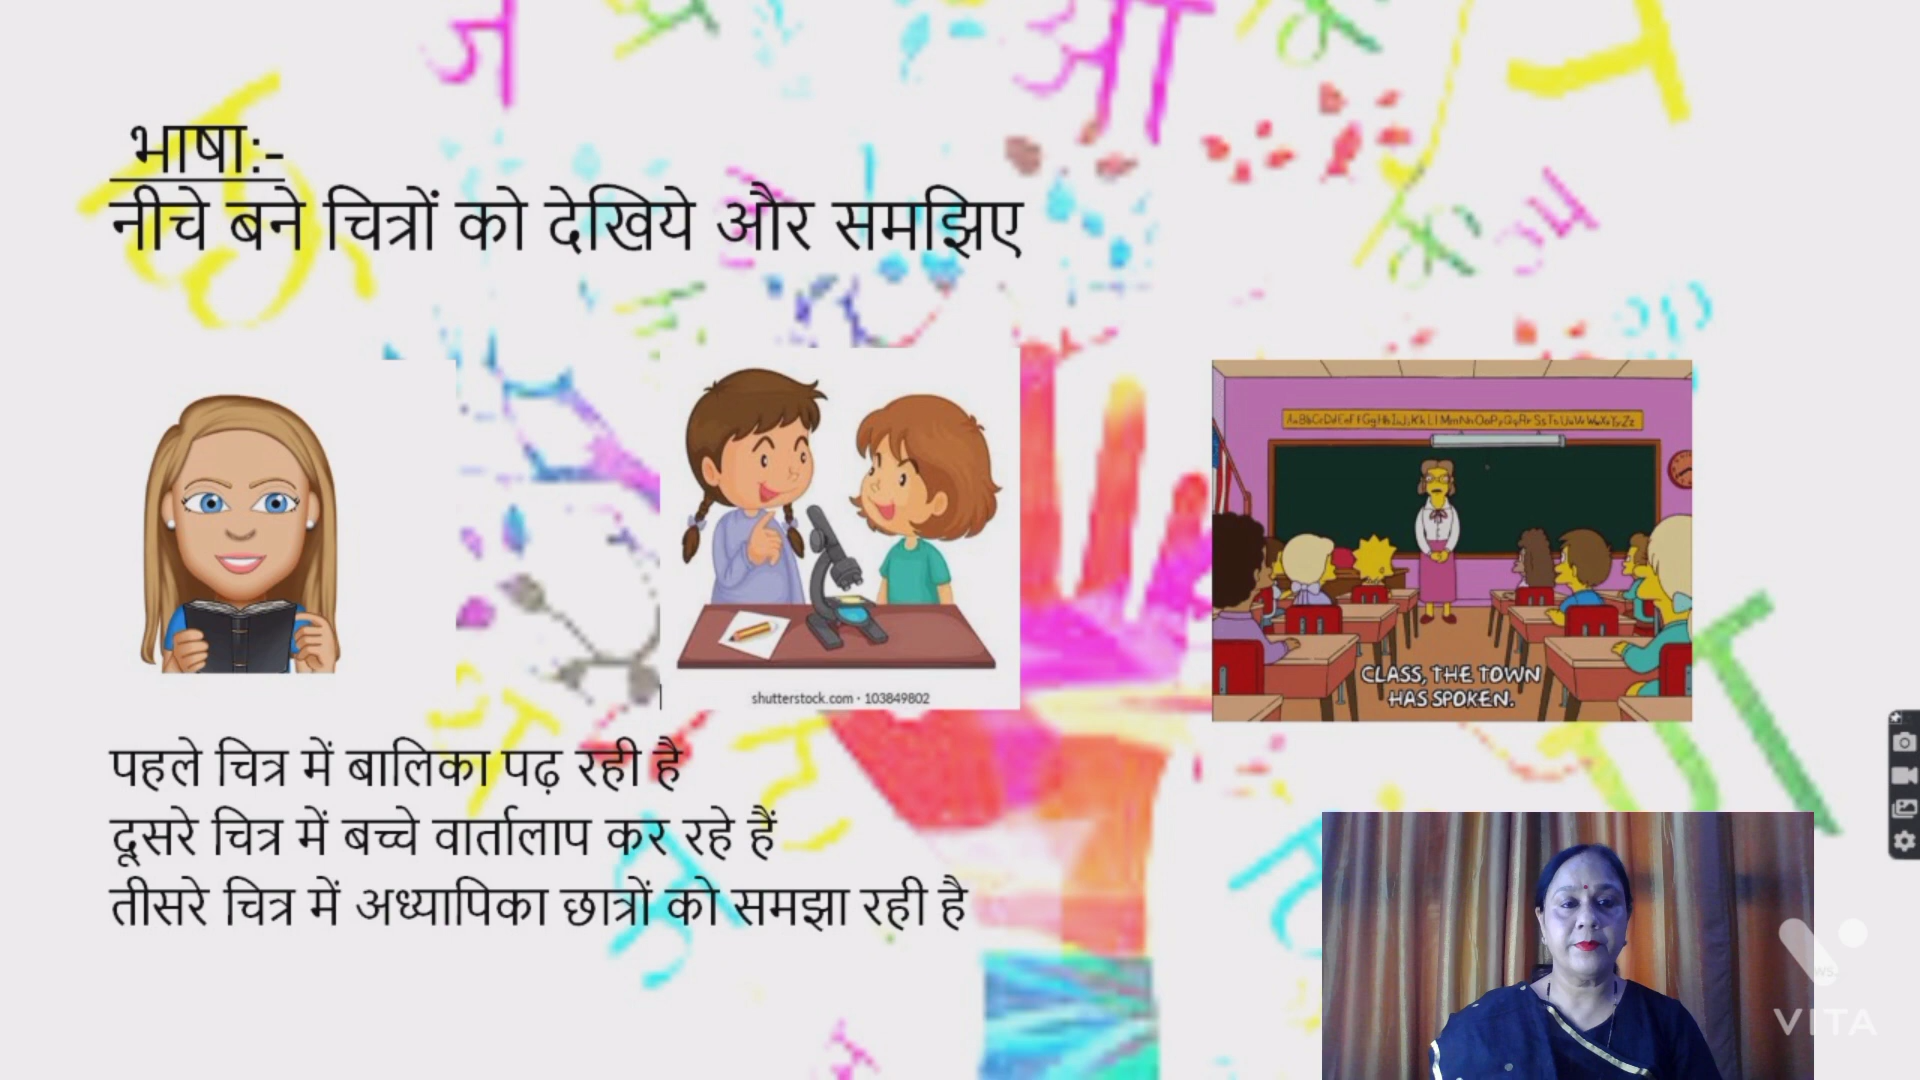 भाषा:-
नीचे बने चित्रों को देखिये और समझिए
shutterstock.com · 103849802
CLASS, THE TOWN
HAS SPOKEN.
पहले चित्र में बालिका पढ़ रही है
दूसरे चित्र में बच्चे वार्तालाप कर रहे हैं
तीसरे चित्र में अध्यापिका छात्रों को समझा रही है
VITA